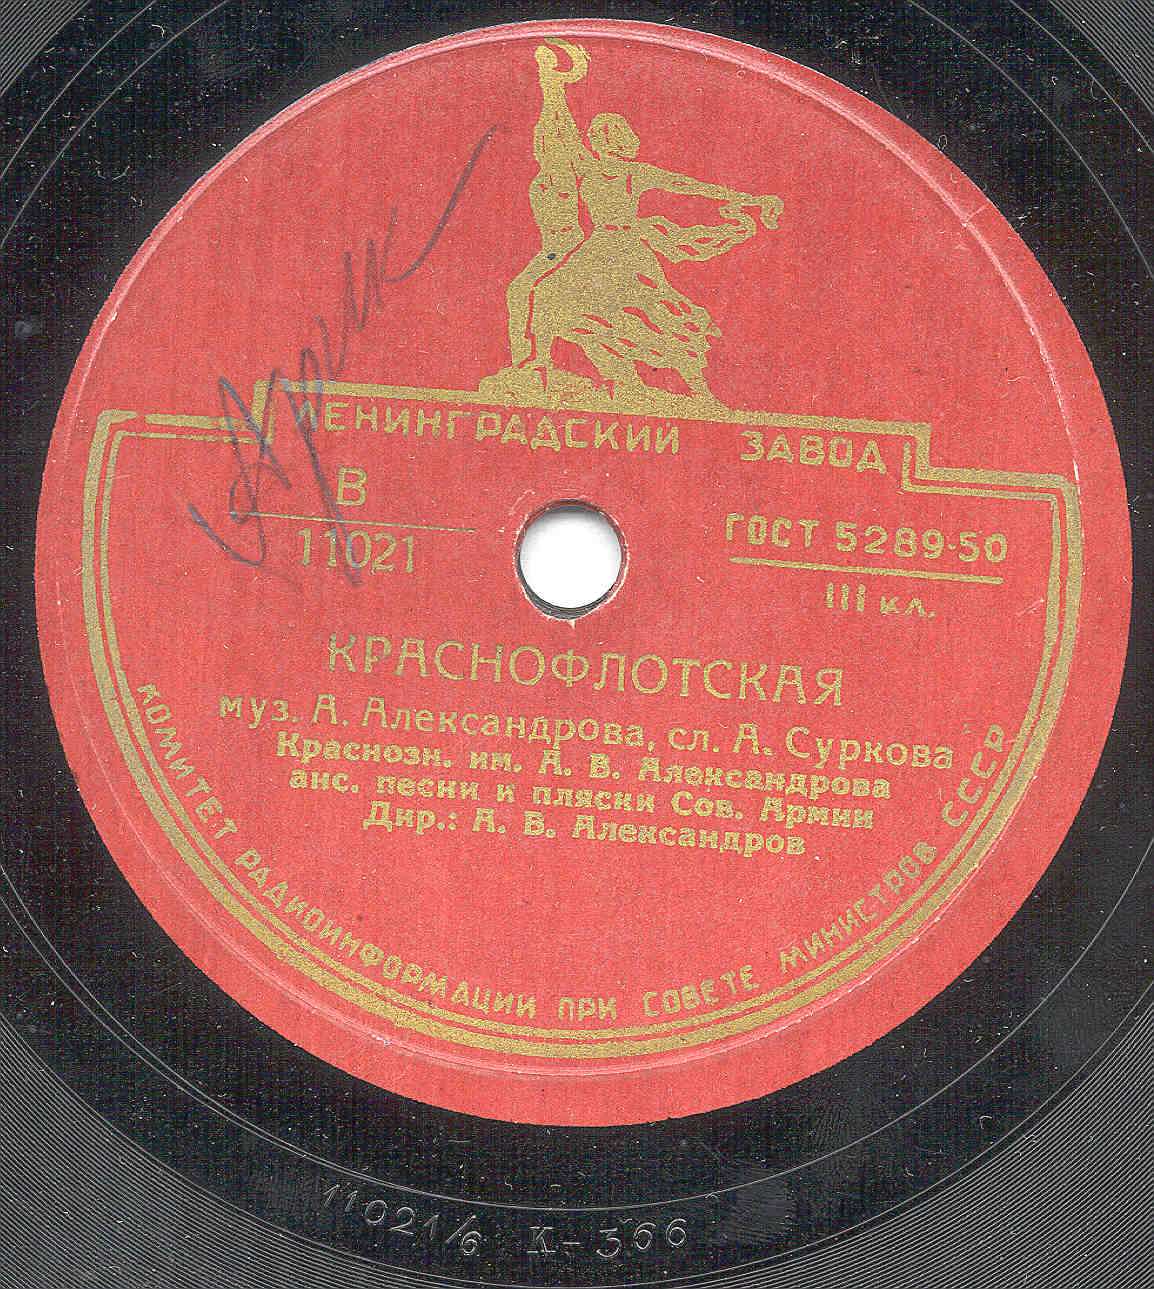 ЛЕНИНГРАДСКИЙ ЗАВОД
В
11021
ГОСТ 5289-50
III кл.
КРАСНОФЛОТСКАЯ
муз. А. Александрова, сл. А. Суркова
Краснозн. им. А. В. Александрова
анс. песни и пляски Сов. Армии
Дир.: А. В. Александров
КОМИТЕТ РАДИОИНФОРМАЦИИ ПРИ СОВЕТЕ МИНИСТРОВ СССР
11021/6 К-366